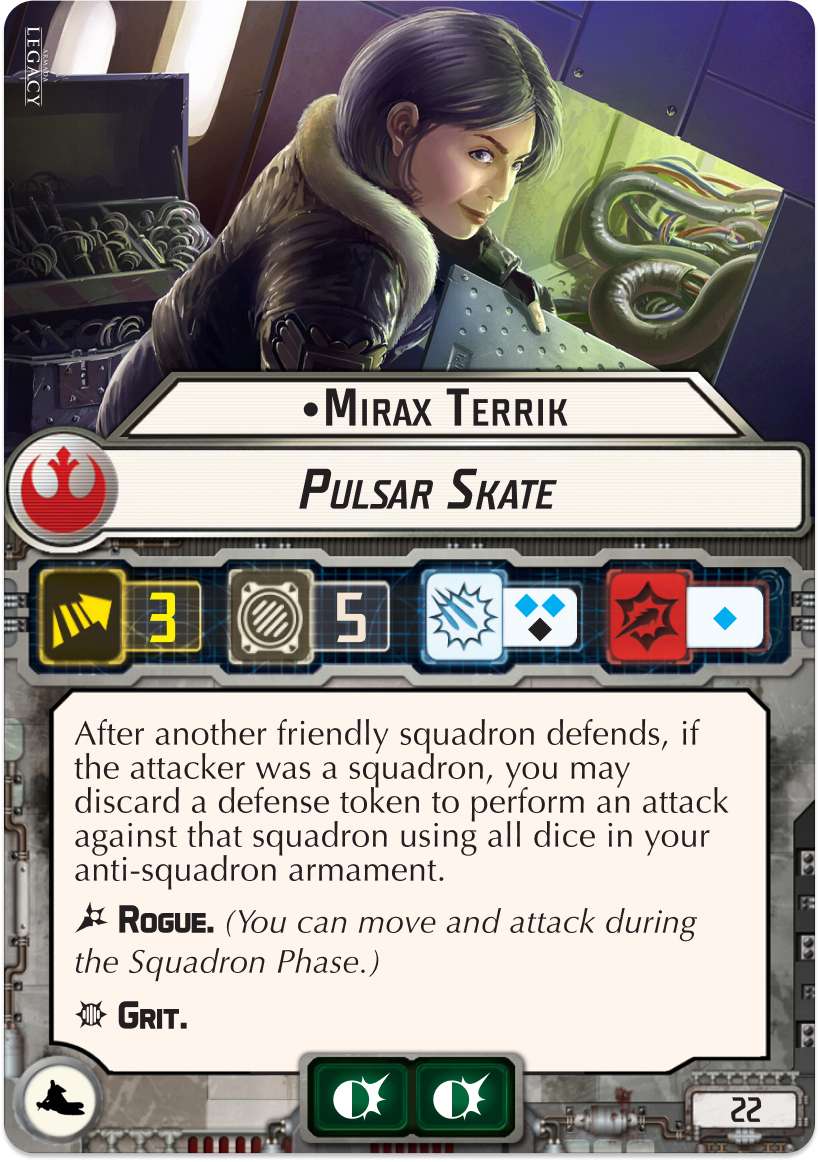 ARMADA
LEGACY
•Mirax Terrik
Pulsar Skate
3
5
After another friendly squadron defends, if
the attacker was a squadron, you may
discard a defense token to perform an attack
against that squadron using all dice in your
anti-squadron armament.
Rogue. (You can move and attack during
the Squadron Phase.)
Grit.
22